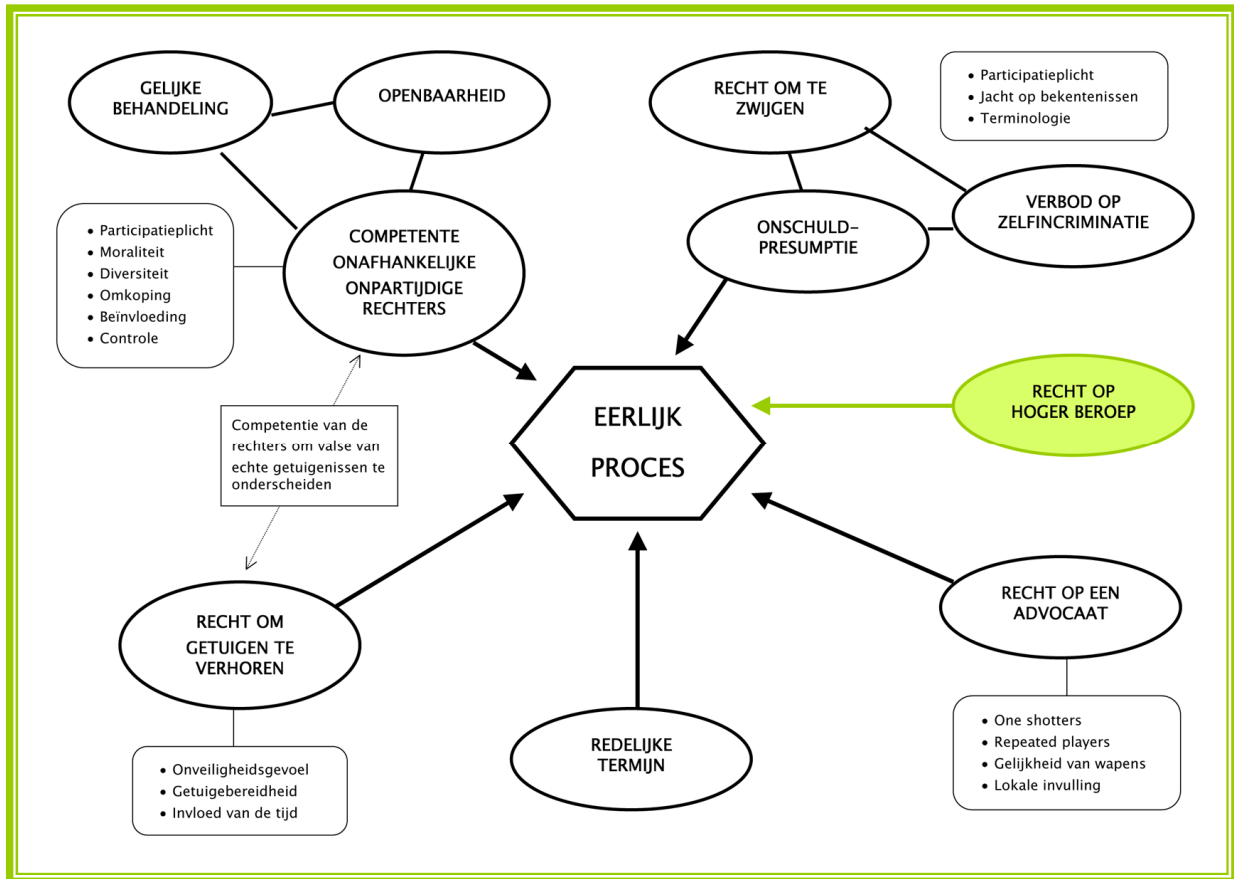 GELIJKE
BEHANDELING
OPENBAARHEID
RECHT OM TE
ZWIJGEN
• Participatieplicht
• Jacht op bekentenissen
• Terminologie
VERBOD OP
ZELFINCRIMINATIE
ONSCHULD-
PRESUMPTIE
• Participatieplicht
• Moraliteit
• Diversiteit
• Omkoping
• Beïnvloeding
• Controle
COMPETENTE
ONAFHANKELIJKE
ONPARTIJDIGE
RECHTERS
RECHT OP
HOGER BEROEP
EERLIJK
PROCES
Competentie van de
rechters om valse van
echte getuigenissen te
onderscheiden
RECHT OM
GETUIGEN TE
VERHOREN
RECHT OP EEN
ADVOCAAT
REDELIJKE
TERMIJN
• Onveiligheidsgevoel
• Getuigebereidheid
• Invloed van de tijd
• One shotters
• Repeated players
• Gelijkheid van wapens
• Lokale invulling